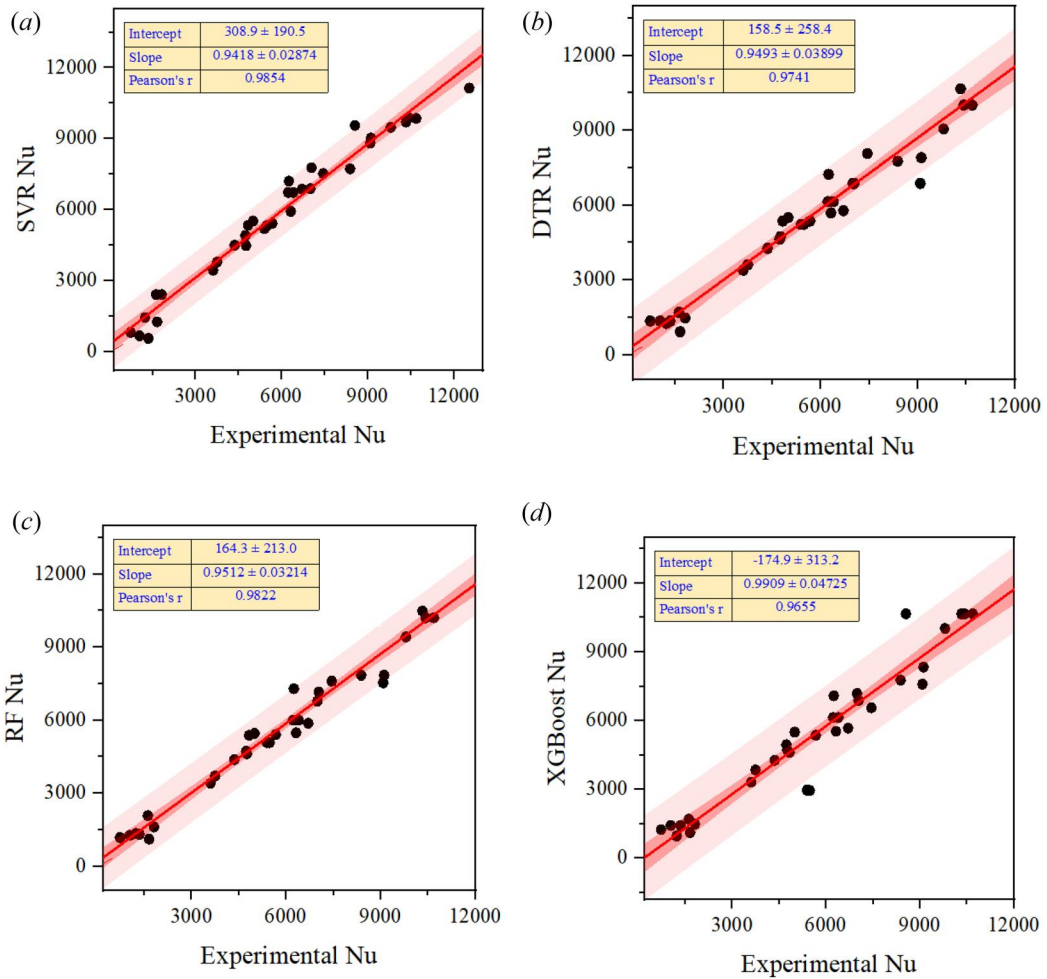 (a)
Intercept 308.9 ± 190.5
Slope 0.9418 ± 0.02874
Pearson's r 0.9854
12000
9000
6000
3000
0
SVR Nu
3000 6000 9000 12000
Experimental Nu
(b)
Intercept 158.5 ± 258.4
Slope 0.9493 ± 0.03899
Pearson's r 0.9741
12000
9000
6000
3000
0
DTR Nu
3000 6000 9000 12000
Experimental Nu
(c)
Intercept 164.3 ± 213.0
Slope 0.9512 ± 0.03214
Pearson's r 0.9822
12000
9000
6000
3000
0
RF Nu
3000 6000 9000 12000
Experimental Nu
(d)
Intercept -174.9 ± 313.2
Slope 0.9909 ± 0.04725
Pearson's r 0.9655
12000
9000
6000
3000
0
XGBoost Nu
3000 6000 9000 12000
Experimental Nu